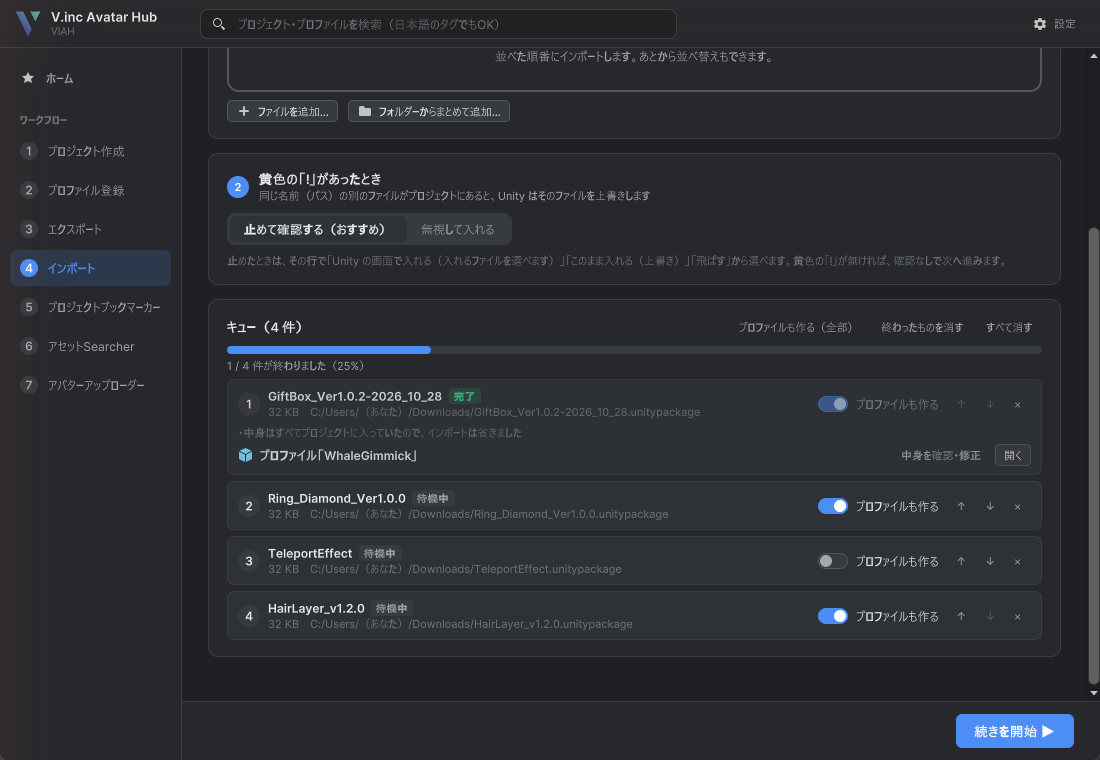 V.inc Avatar Hub
VIAH
プロジェクト・プロファイルを検索（日本語のタグでもOK）
設定
ホーム
ワークフロー
1 プロジェクト作成
2 プロファイル登録
3 エクスポート
4 インポート
5 プロジェクトブックマーカー
6 アセットSearcher
7 アバターアップローダー
並べた順番にインポートします。あとから並べ替えもできます。
＋ ファイルを追加...
フォルダーからまとめて追加...
2 黄色の「!」があったとき
同じ名前（パス）の別のファイルがプロジェクトにあると、Unity はそのファイルを上書きします
止めて確認する（おすすめ） 無視して入れる
止めたときは、その行で「Unity の画面で入れる（入れるファイルを選べます）」「このまま入れる（上書き）」「飛ばす」から選べます。黄色の「!」が無ければ、確認なしで次へ進みます。
キュー（4 件） プロファイルも作る（全部） 終わったものを消す すべて消す
1 / 4 件が終わりました（25%）
1 GiftBox_Ver1.0.2-2026_10_28 完了
32 KB C:/Users/（あなた）/Downloads/GiftBox_Ver1.0.2-2026_10_28.unitypackage
プロファイルも作る ↑ ↓ ×
・中身はすべてプロジェクトに入っていたので、インポートは省きました
プロファイル「WhaleGimmick」 中身を確認・修正 開く
2 Ring_Diamond_Ver1.0.0 待機中
32 KB C:/Users/（あなた）/Downloads/Ring_Diamond_Ver1.0.0.unitypackage
プロファイルも作る ↑ ↓ ×
3 TeleportEffect 待機中
32 KB C:/Users/（あなた）/Downloads/TeleportEffect.unitypackage
プロファイルも作る ↑ ↓ ×
4 HairLayer_v1.2.0 待機中
32 KB C:/Users/（あなた）/Downloads/HairLayer_v1.2.0.unitypackage
プロファイルも作る ↑ ↓ ×
続きを開始 ▶